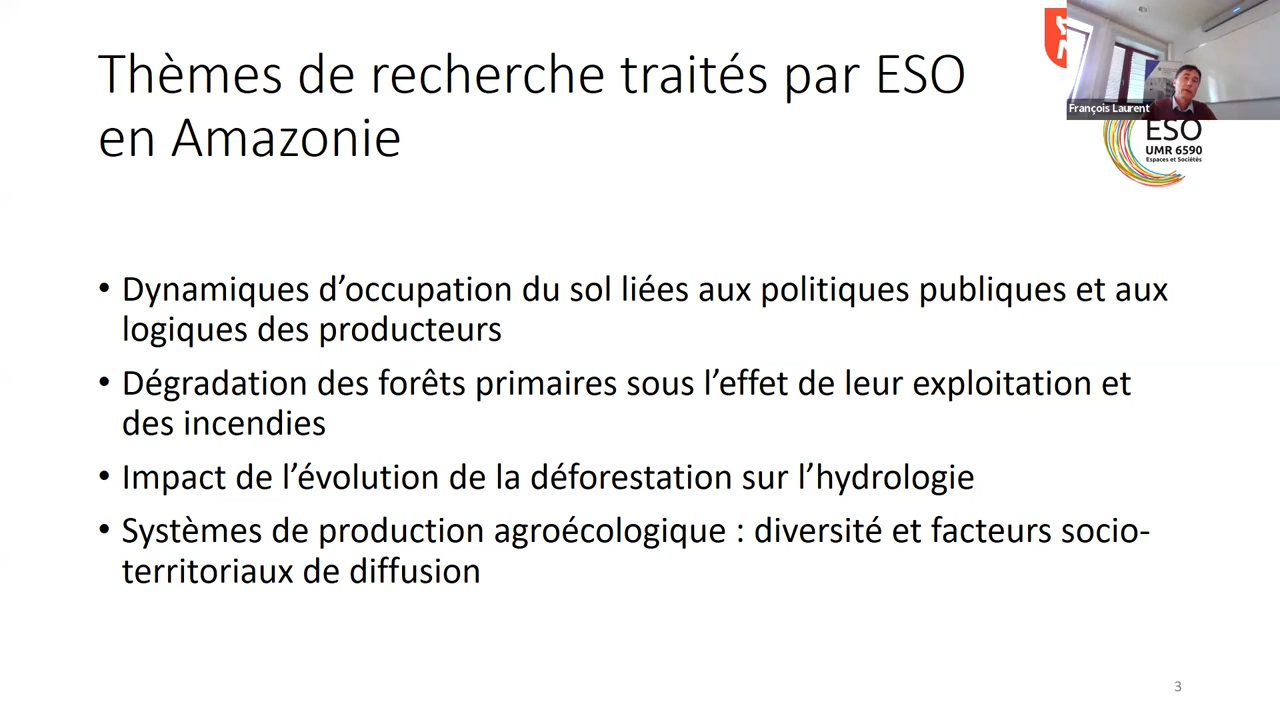 Thèmes de recherche traités par ESO
en Amazonie
François Laurent
ESO
UMR 6590
Espaces et Sociétés
• Dynamiques d’occupation du sol liées aux politiques publiques et aux
logiques des producteurs
• Dégradation des forêts primaires sous l’effet de leur exploitation et
des incendies
• Impact de l’évolution de la déforestation sur l’hydrologie
• Systèmes de production agroécologique : diversité et facteurs socio-
territoriaux de diffusion
3